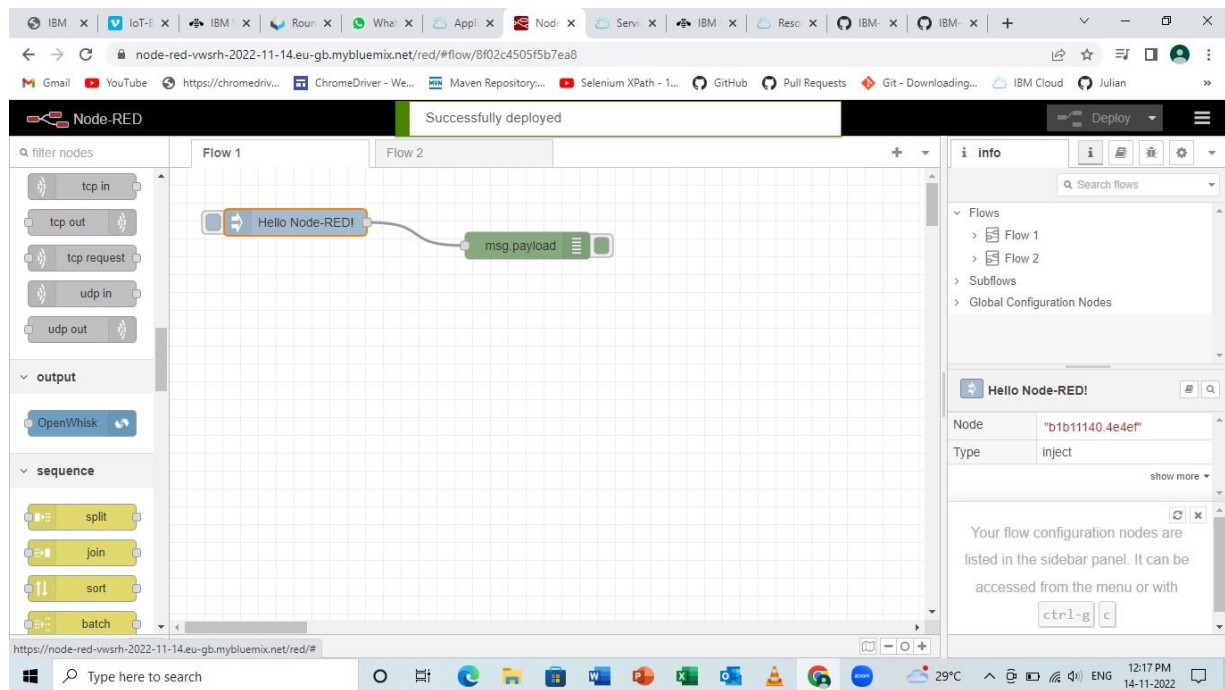 IBM
IoT-E
IBM
Roun
What
Appli
Node
Servi
IBM
Reso
IBM-
IBM-
node-red-vwsrh-2022-11-14.eu-gb.mybluemix.net/red/#flow/8f02c4505f5b7ea8
Gmail
YouTube
https://chromedriv...
ChromeDriver - We...
Maven Repository:...
Selenium XPath - 1...
GitHub
Pull Requests
Git - Downloading...
IBM Cloud
Julian
»
Node-RED
Successfully deployed
Deploy
filter nodes
tcp in
tcp out
tcp request
udp in
udp out
output
OpenWhisk
sequence
split
join
sort
batch
Flow 1
Flow 2
Hello Node-RED!
msg.payload
i info
i
Search flows
Flows
Flow 1
Flow 2
Subflows
Global Configuration Nodes
Hello Node-RED!
Node "b1b11140.4e4ef"
Type inject
show more
Your flow configuration nodes are
listed in the sidebar panel. It can be
accessed from the menu or with
ctrl-g c
https://node-red-vwsrh-2022-11-14.eu-gb.mybluemix.net/red/#
Type here to search
zoom
29°C
ENG
12:17 PM
14-11-2022